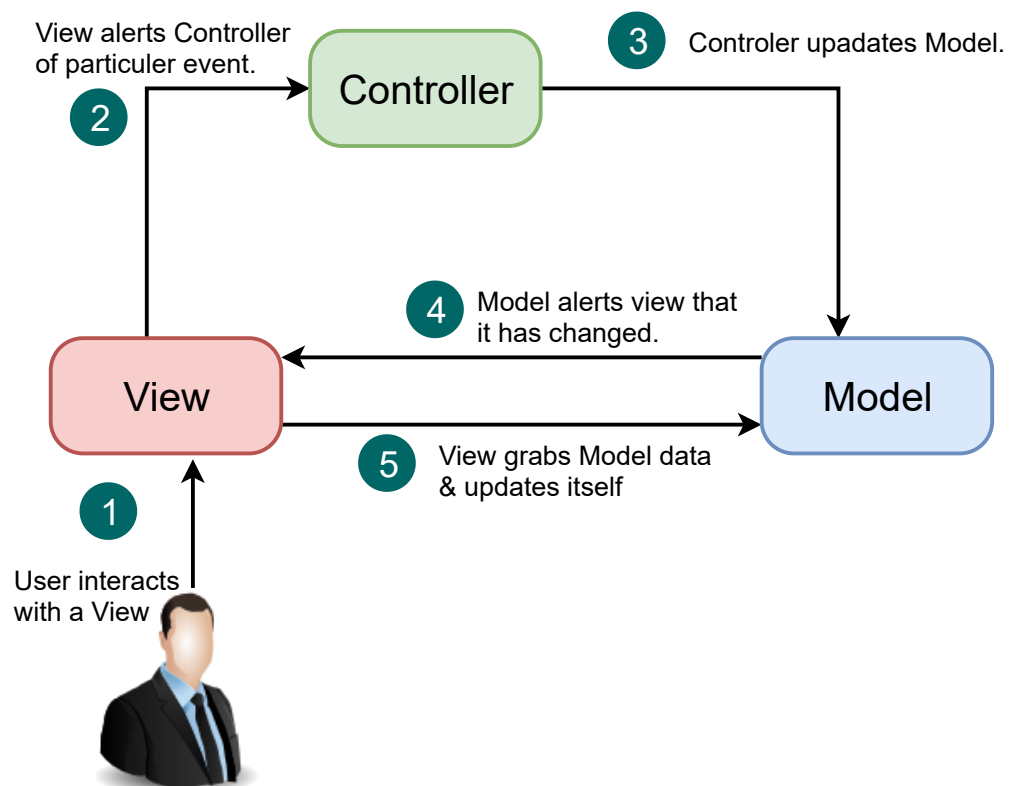 View alerts Controller
of particuler event.
2
Controller
3
Controler upadates Model.
4
Model alerts view that
it has changed.
View
Model
5
View grabs Model data
& updates itself
1
User interacts
with a View